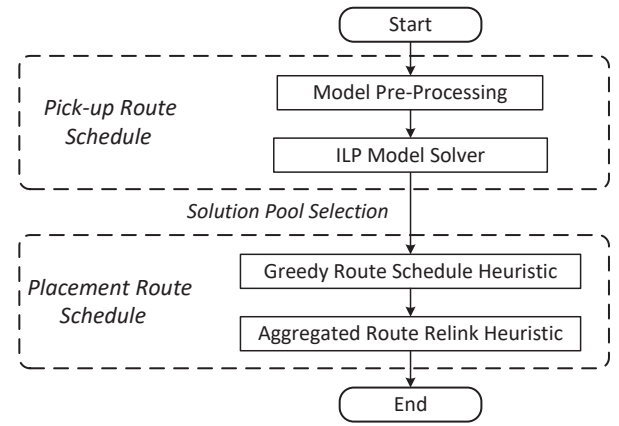 Start
Pick-up Route
Schedule
Model Pre-Processing
ILP Model Solver
Solution Pool Selection
Placement Route
Schedule
Greedy Route Schedule Heuristic
Aggregated Route Relink Heuristic
End